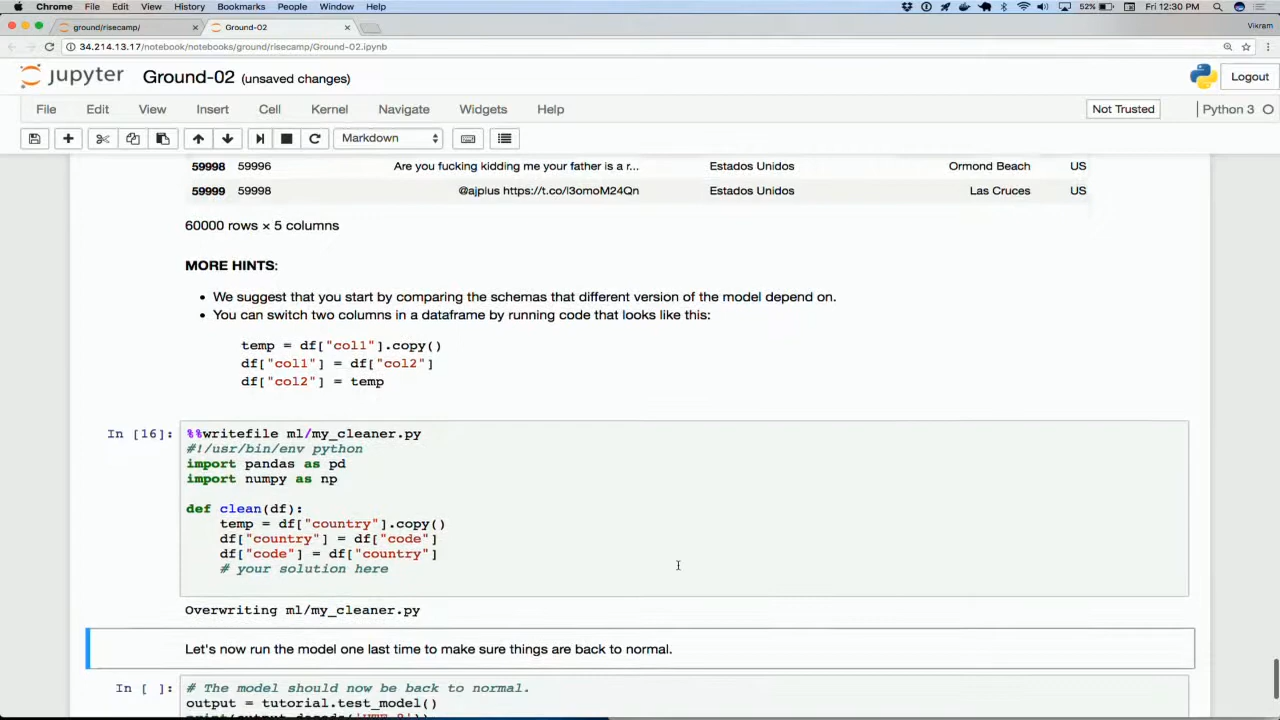 Chrome File Edit View History Bookmarks People Window Help 52% Fri 12:30 PM
ground/risecamp/ Ground-02 Vikram
34.214.13.17/notebook/notebooks/ground/risecamp/Ground-02.ipynb
jupyter Ground-02 (unsaved changes) Logout
File Edit View Insert Cell Kernel Navigate Widgets Help Not Trusted Python 3
Markdown
59998 59996 Are you fucking kidding me your father is a r... Estados Unidos Ormond Beach US
59999 59998 @ajplus https://t.co/l3omoM24Qn Estados Unidos Las Cruces US
60000 rows × 5 columns
MORE HINTS:
• We suggest that you start by comparing the schemas that different version of the model depend on.
• You can switch two columns in a dataframe by running code that looks like this:
temp = df["col1"].copy()
df["col1"] = df["col2"]
df["col2"] = temp
In [16]: %%writefile ml/my_cleaner.py
#!/usr/bin/env python
import pandas as pd
import numpy as np
def clean(df):
temp = df["country"].copy()
df["country"] = df["code"]
df["code"] = df["country"]
# your solution here
Overwriting ml/my_cleaner.py
Let's now run the model one last time to make sure things are back to normal.
In [ ]: # The model should now be back to normal.
output = tutorial.test_model()
print(output.decode('UTF-8'))